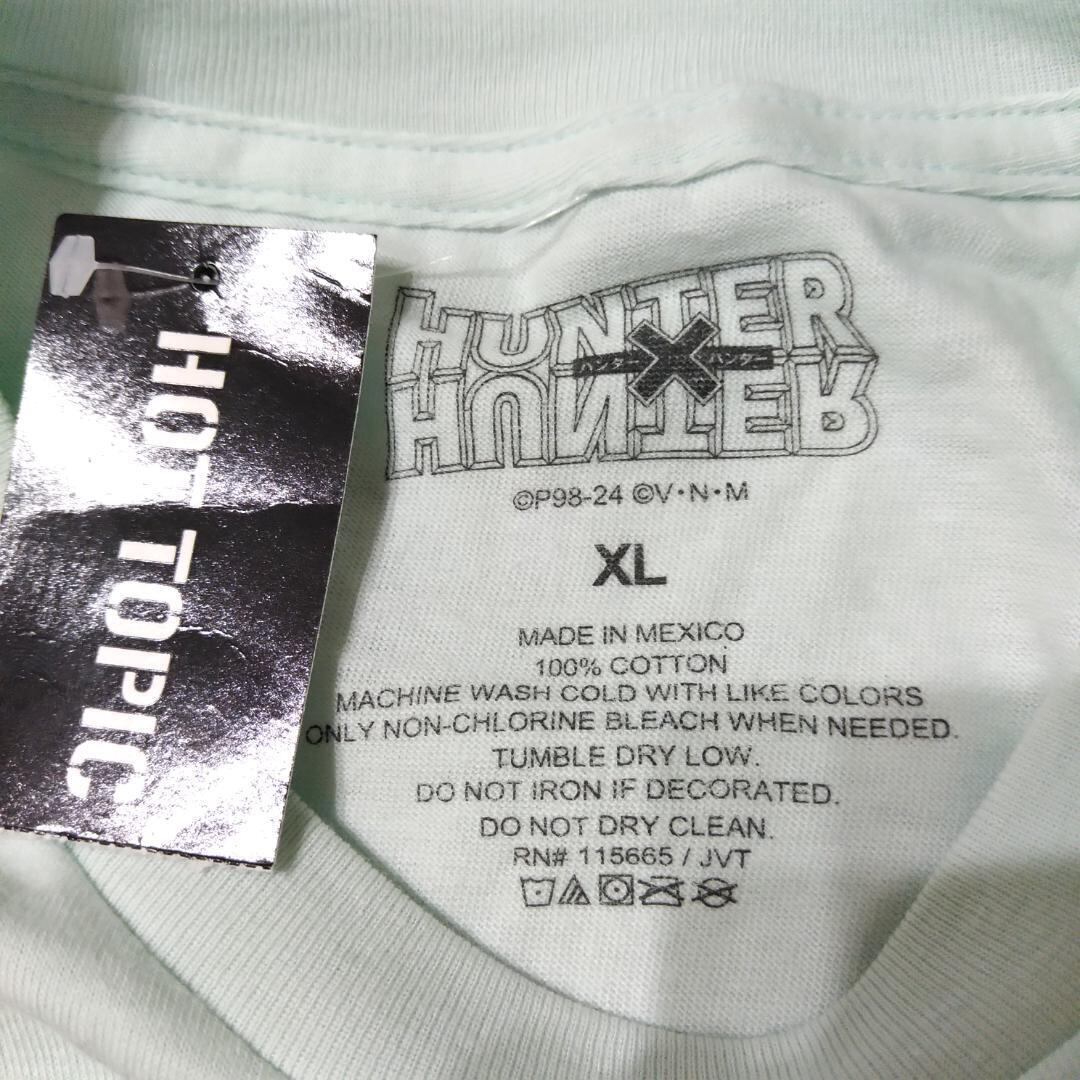 HOT TOPIC
HUNTER
ハンター×ハンター
HUNTER
©P98-24 ©V・N・M
XL
MADE IN MEXICO
100% COTTON
MACHINE WASH COLD WITH LIKE COLORS
ONLY NON-CHLORINE BLEACH WHEN NEEDED.
TUMBLE DRY LOW.
DO NOT IRON IF DECORATED.
DO NOT DRY CLEAN.
RN# 115665 / JVT